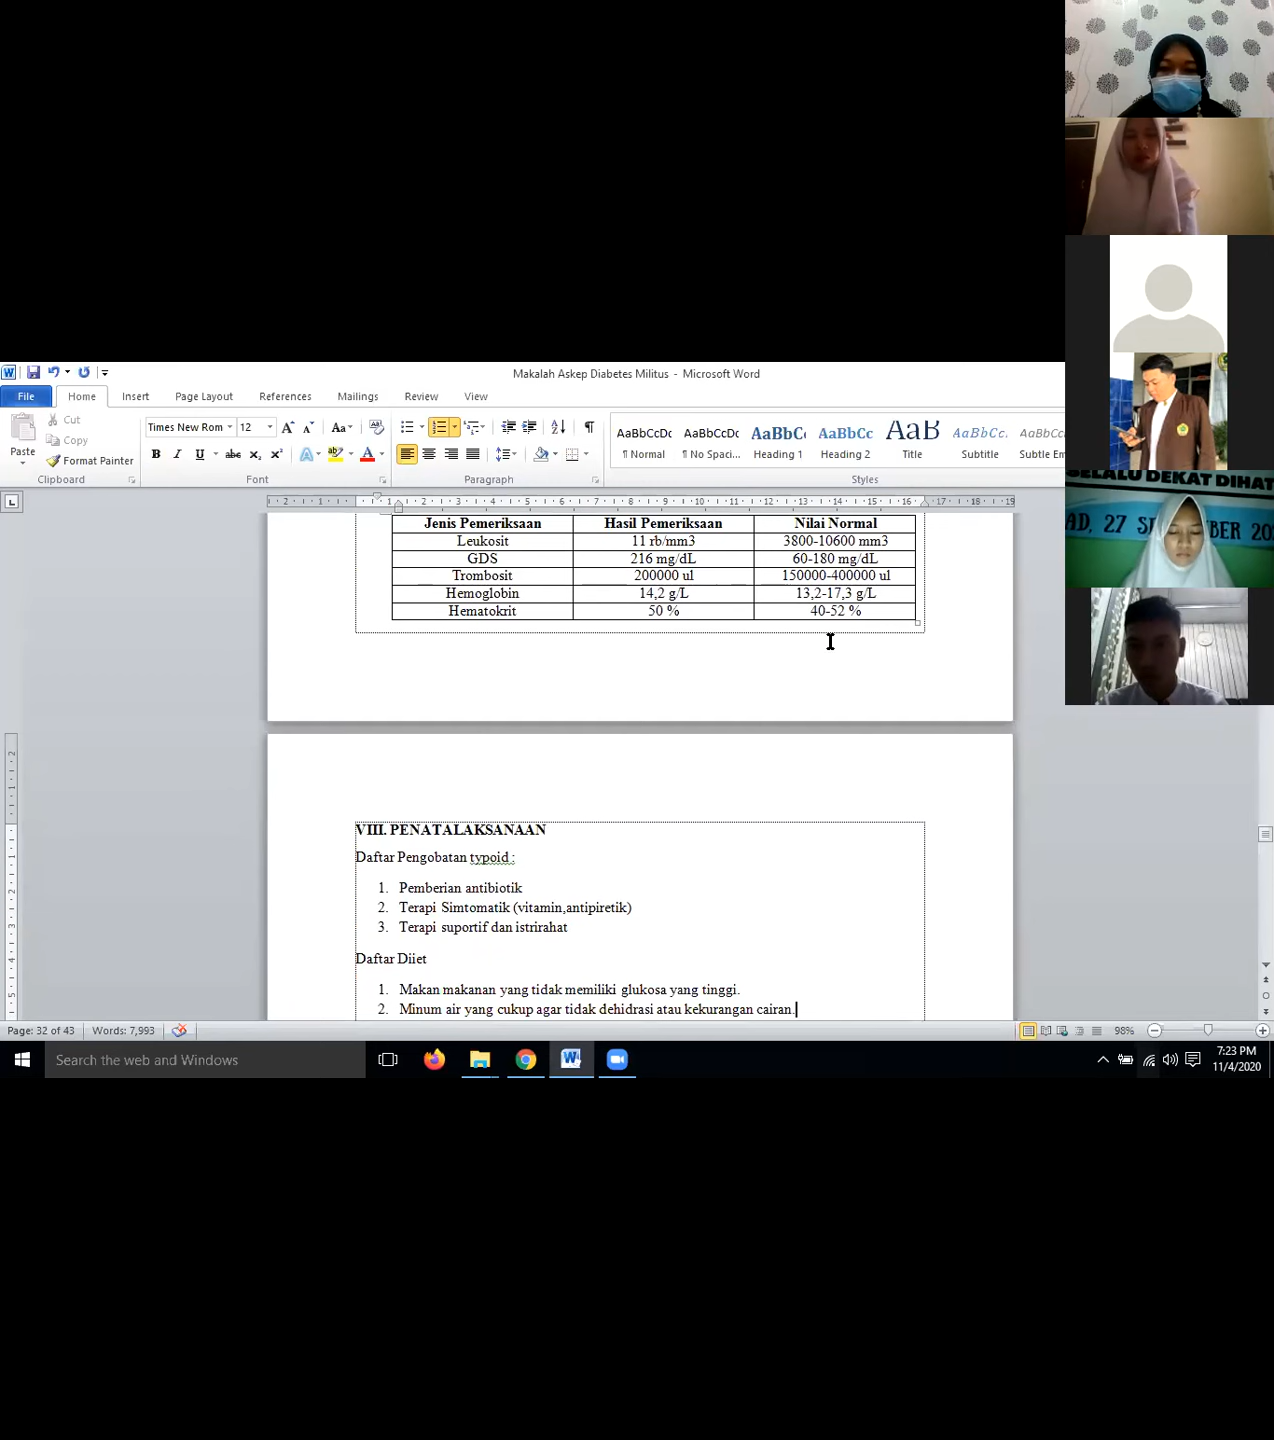 Makalah Askep Diabetes Militus - Microsoft Word
File Home Insert Page Layout References Mailings Review View
Cut
Copy
Format Painter
Paste
Times New Rom 12
AaBbCcDc AaBbCcDc AaBbCc AaBbCc AaB AaBbCc. AaBbCc
¶ Normal ¶ No Spaci... Heading 1 Heading 2 Title Subtitle Subtle Em
Clipboard Font Paragraph Styles
Jenis Pemeriksaan Hasil Pemeriksaan Nilai Normal
Leukosit 11 rb/mm3 3800-10600 mm3
GDS 216 mg/dL 60-180 mg/dL
Trombosit 200000 ul 150000-400000 ul
Hemoglobin 14,2 g/L 13,2-17,3 g/L
Hematokrit 50 % 40-52 %
VIII. PENATALAKSANAAN
Daftar Pengobatan typoid :
1. Pemberian antibiotik
2. Terapi Simtomatik (vitamin,antipiretik)
3. Terapi suportif dan istrirahat
Daftar Diiet
1. Makan makanan yang tidak memiliki glukosa yang tinggi.
2. Minum air yang cukup agar tidak dehidrasi atau kekurangan cairan.
Page: 32 of 43 Words: 7,993 98%
Search the web and Windows
7:23 PM
11/4/2020
SELALU DEKAT DIHAT
AD, 27 SE BER 20